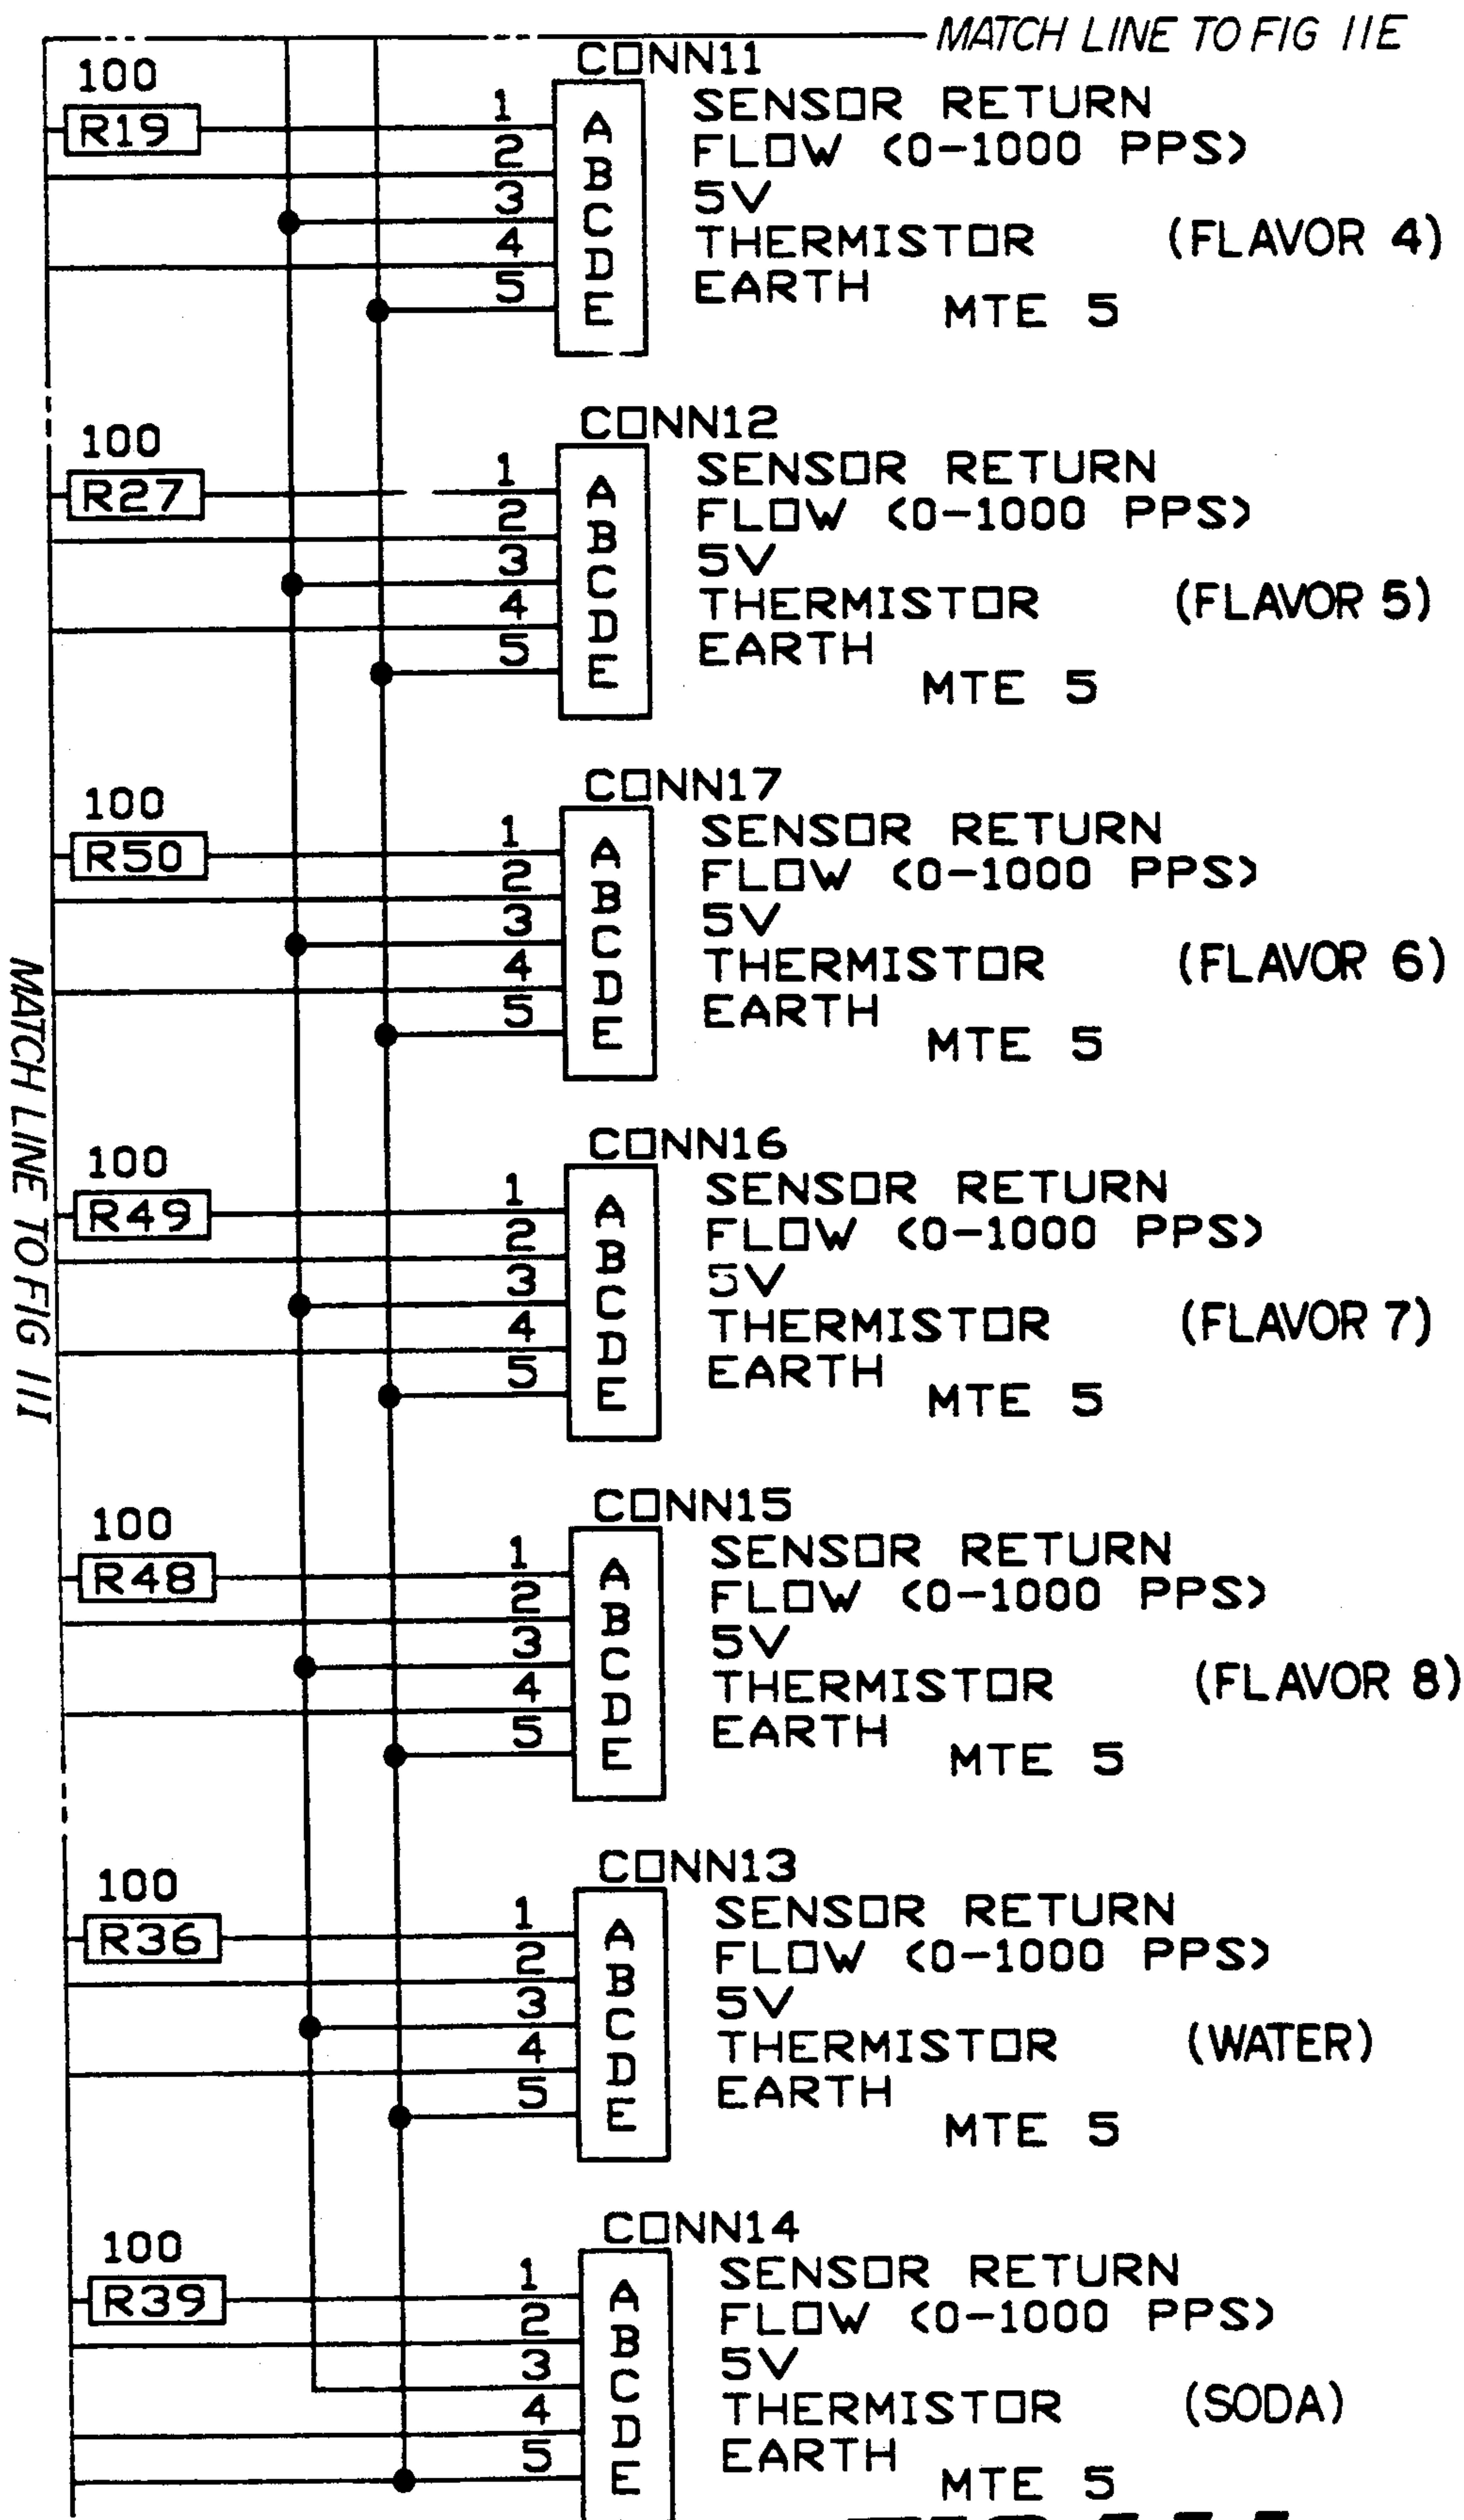 MATCH LINE TO FIG 11E
CONN11
100
R19
1 A SENSOR RETURN
2 B FLOW <0-1000 PPS>
3 C 5V
4 D THERMISTOR (FLAVOR 4)
5 E EARTH
MTE 5
CONN12
100
R27
1 A SENSOR RETURN
2 B FLOW <0-1000 PPS>
3 C 5V
4 D THERMISTOR (FLAVOR 5)
5 E EARTH
MTE 5
CONN17
100
R50
1 A SENSOR RETURN
2 B FLOW <0-1000 PPS>
3 C 5V
4 D THERMISTOR (FLAVOR 6)
5 E EARTH
MTE 5
MATCH LINE TO FIG 11I
CONN16
100
R49
1 A SENSOR RETURN
2 B FLOW <0-1000 PPS>
3 C 5V
4 D THERMISTOR (FLAVOR 7)
5 E EARTH
MTE 5
CONN15
100
R48
1 A SENSOR RETURN
2 B FLOW <0-1000 PPS>
3 C 5V
4 D THERMISTOR (FLAVOR 8)
5 E EARTH
MTE 5
CONN13
100
R36
1 A SENSOR RETURN
2 B FLOW <0-1000 PPS>
3 C 5V
4 D THERMISTOR (WATER)
5 E EARTH
MTE 5
CONN14
100
R39
1 A SENSOR RETURN
2 B FLOW <0-1000 PPS>
3 C 5V
4 D THERMISTOR (SODA)
5 E EARTH
MTE 5